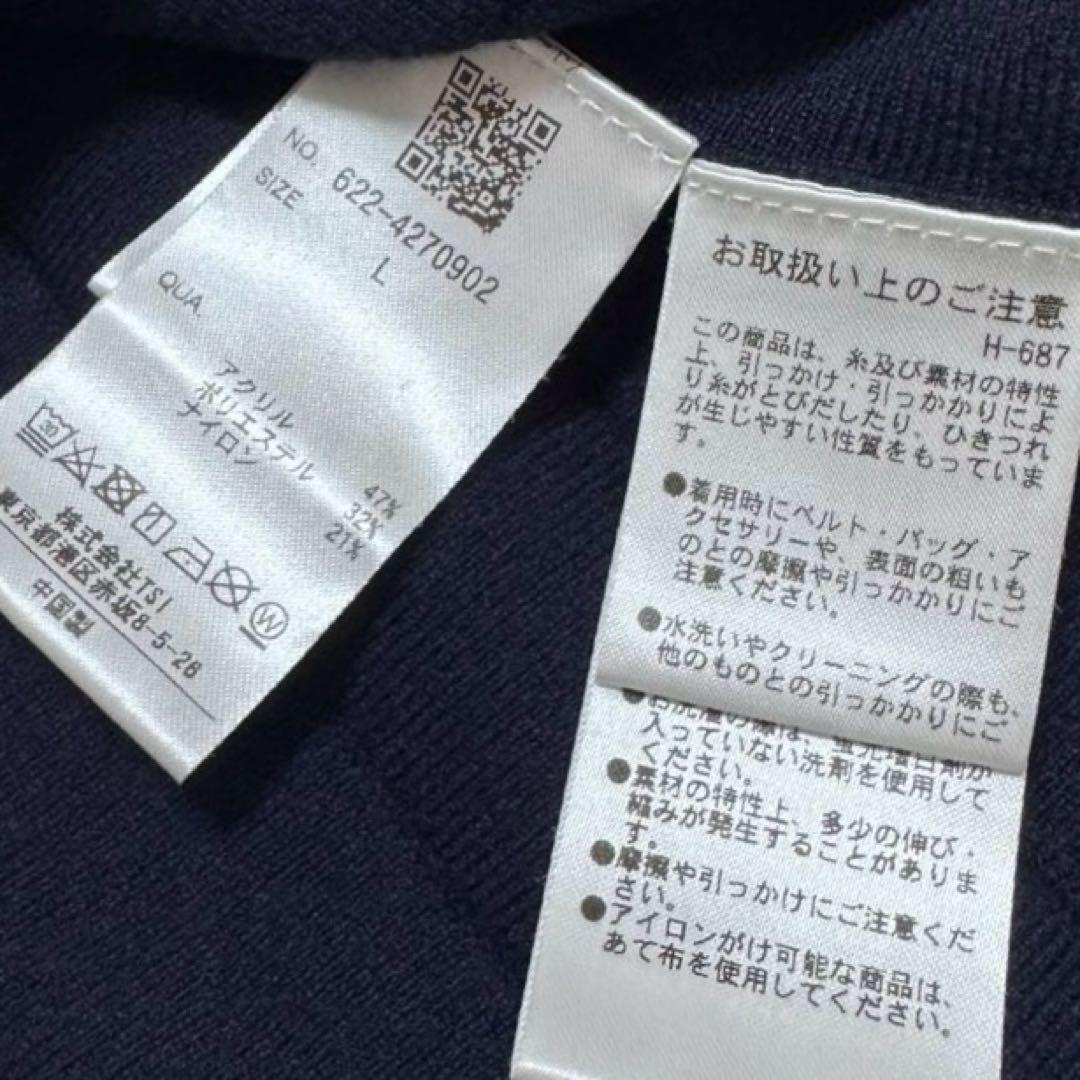 NO. 622-4270902
SIZE L
QUA.
アクリル 47%
ポリエステル 32%
ナイロン 21%
30
W
株式会社TSI
東京都港区赤坂8-5-28
中国製
お取扱い上のご注意
H-687
この商品は、糸及び素材の特性
上、引っかけ・引っかかりによ
り糸がとびだしたり、ひきつれ
が生じやすい性質をもっていま
す。
●着用時にベルト・バッグ・ア
クセサリーや、表面の粗いも
のとの摩擦や引っかかりにご
注意ください。
●水洗いやクリーニングの際も、
他のものとの引っかかりにご
お洗濯の際は、蛍光増白剤が
入っていない洗剤を使用して
ください。
●素材の特性上、多少の伸び・
縮みが発生することがありま
す。
●摩擦や引っかけにご注意くだ
さい。
●アイロンがけ可能な商品は、
あて布を使用してください。